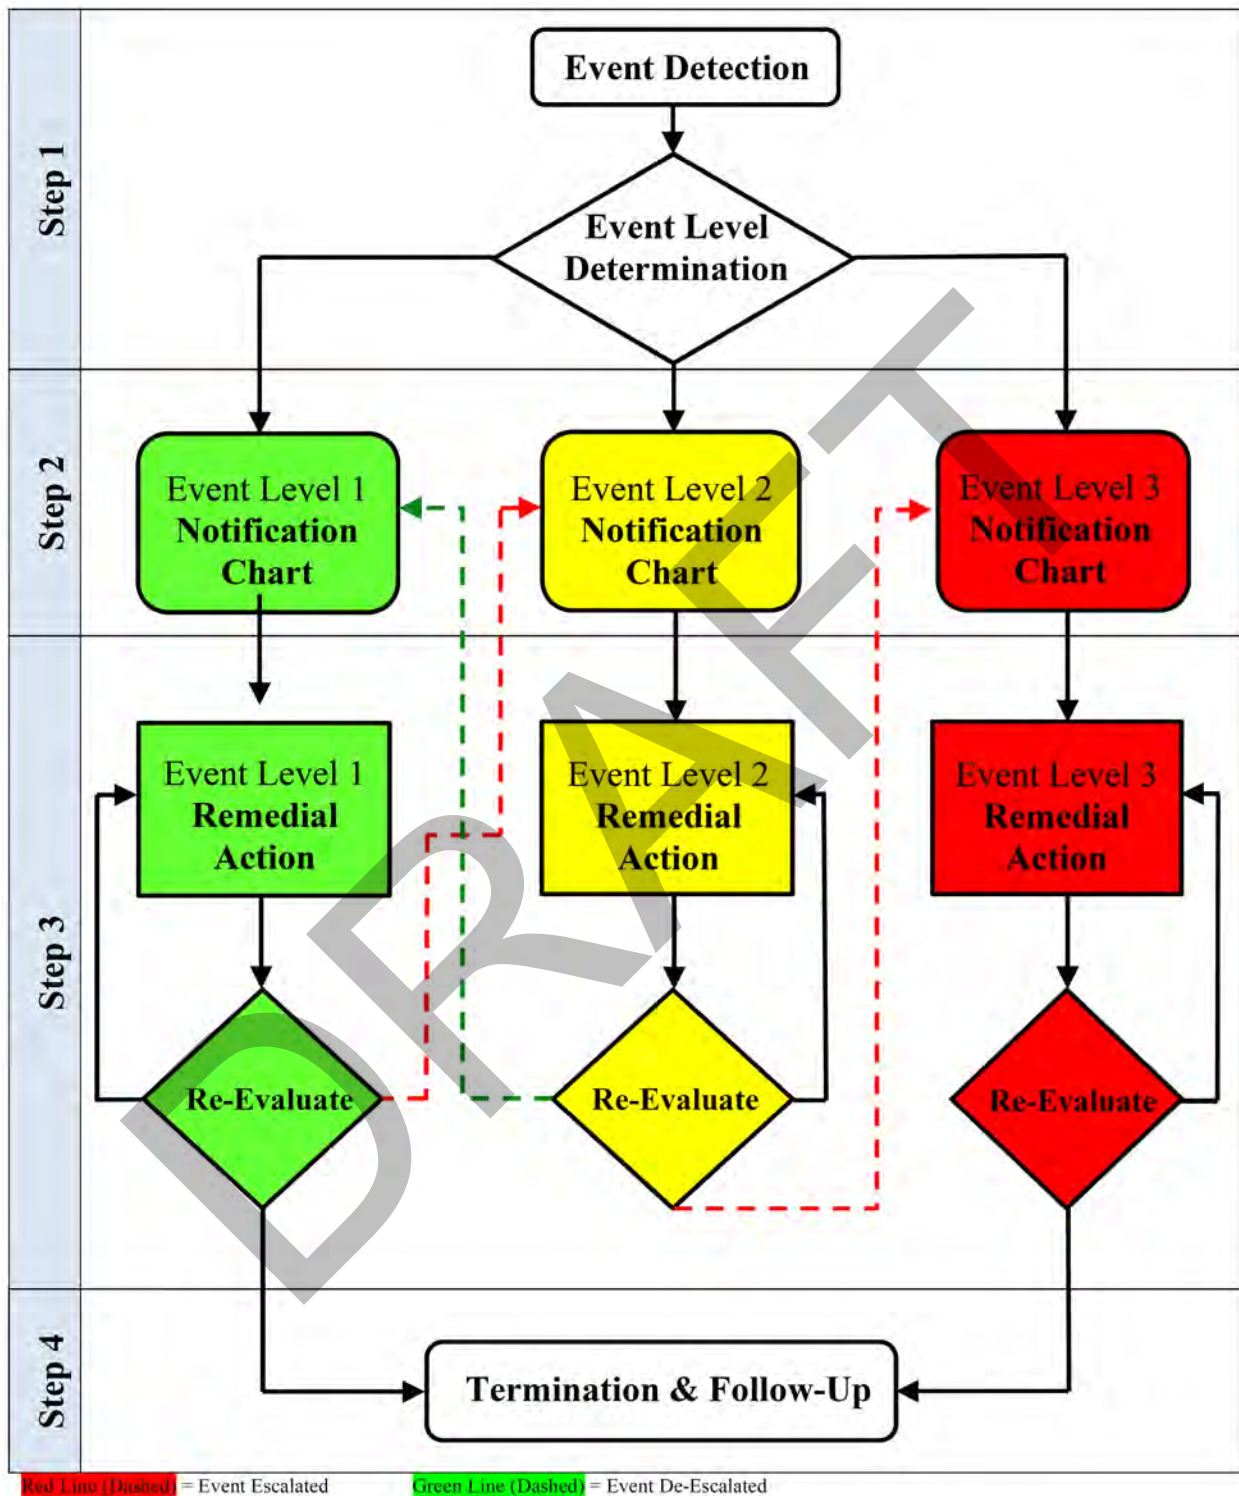 Step 1
Event Detection
Event Level
Determination
Step 2
Event Level 1
Notification
Chart
Event Level 2
Notification
Chart
Event Level 3
Notification
Chart
Step 3
Event Level 1
Remedial
Action
Event Level 2
Remedial
Action
Event Level 3
Remedial
Action
Re-Evaluate
Re-Evaluate
Re-Evaluate
DRAFT
Step 4
Termination & Follow-Up
Red Line (Dashed) = Event Escalated
Green Line (Dashed) = Event De-Escalated